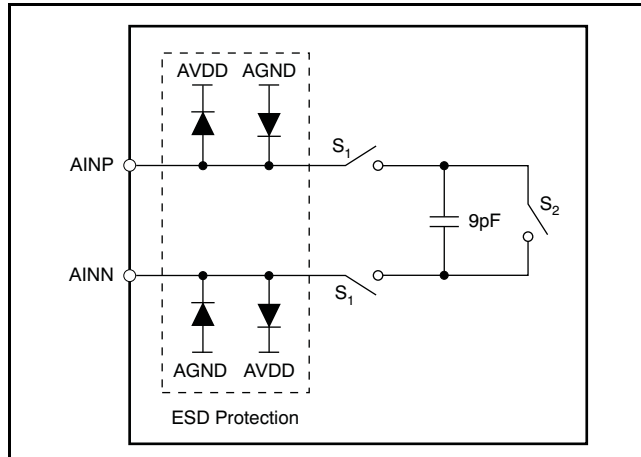 AVDD AGND
AINP
S1
9pF
S2
AINN
S1
AGND AVDD
ESD Protection